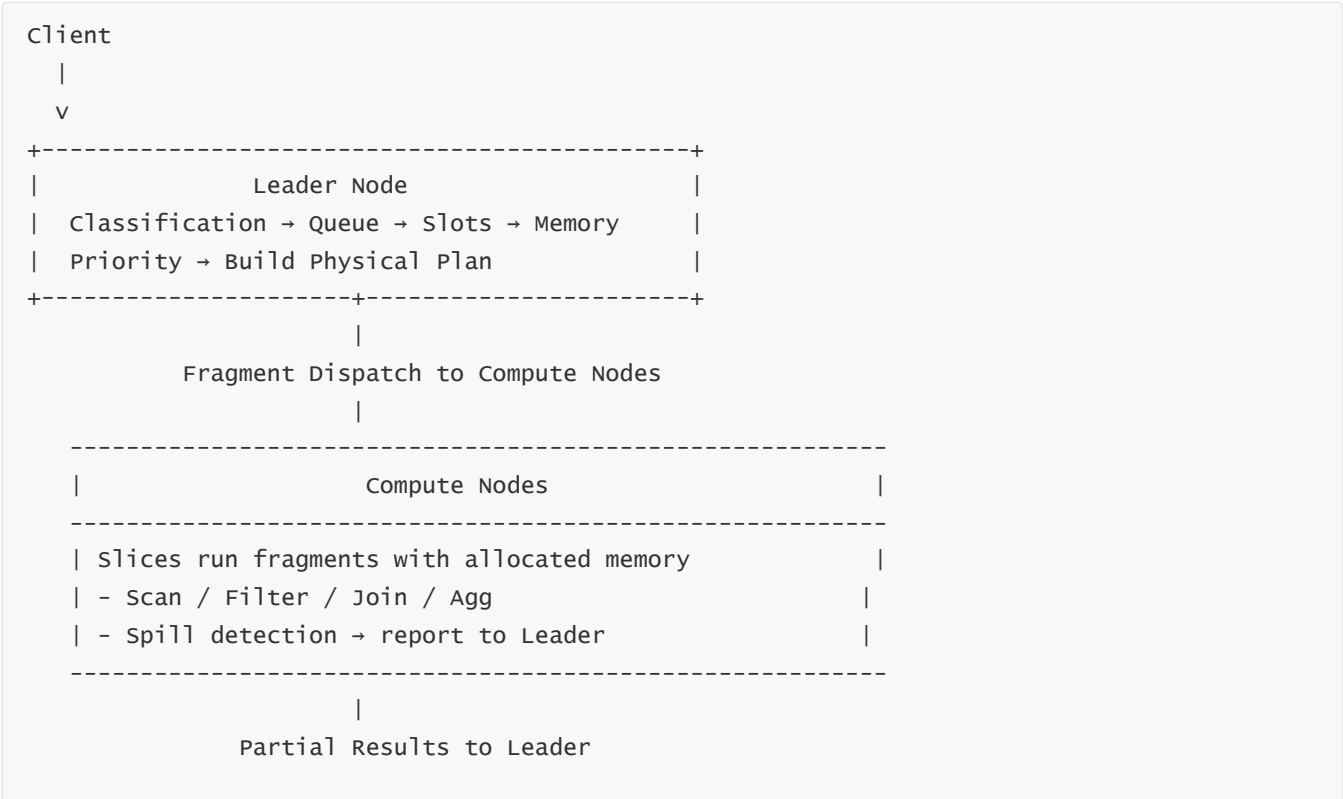 Client
  |
  v
+----------------------------------------------+
|               Leader Node                    |
|  Classification → Queue → Slots → Memory     |
|  Priority → Build Physical Plan              |
+----------------------+-----------------------+
                       |
           Fragment Dispatch to Compute Nodes
                       |
   ----------------------------------------------------------
   |                    Compute Nodes                       |
   ----------------------------------------------------------
   | Slices run fragments with allocated memory             |
   | - Scan / Filter / Join / Agg                          |
   | - Spill detection → report to Leader                  |
   ----------------------------------------------------------
                       |
               Partial Results to Leader